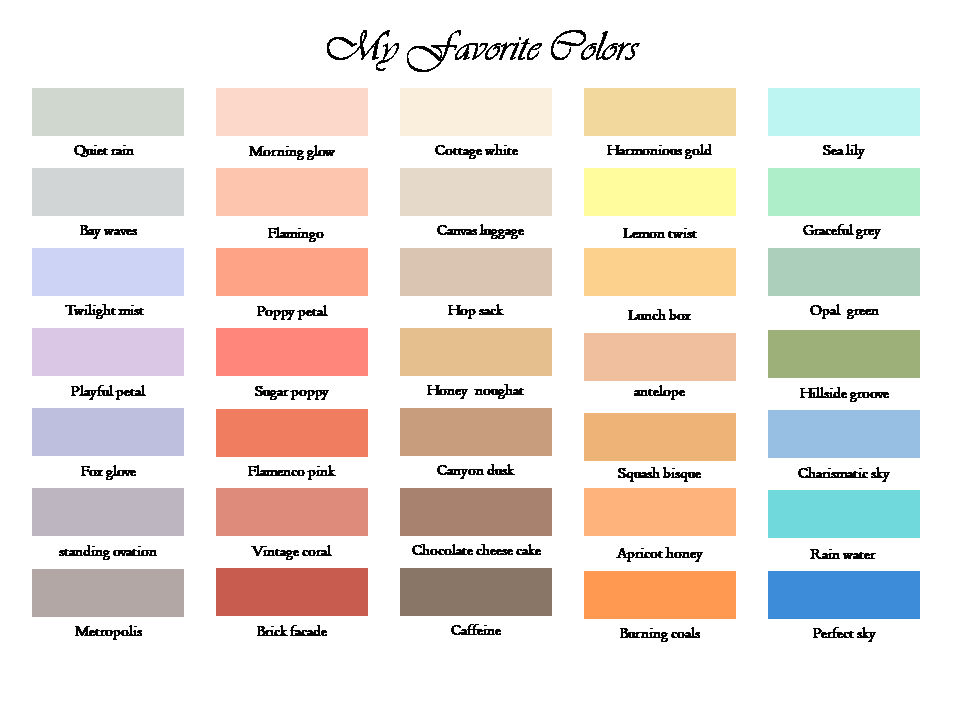 My Favorite Colors
Quiet rain
Morning glow
Cottage white
Harmonious gold
Sea lily
Bay waves
Flamingo
Canvas luggage
Lemon twist
Graceful grey
Twilight mist
Poppy petal
Hop sack
Lunch box
Opal green
Playful petal
Sugar poppy
Honey noughat
antelope
Hillside groove
Fox glove
Flamenco pink
Canyon dusk
Squash bisque
Charismatic sky
standing ovation
Vintage coral
Chocolate cheese cake
Apricot honey
Rain water
Metropolis
Brick facade
Caffeine
Burning coals
Perfect sky